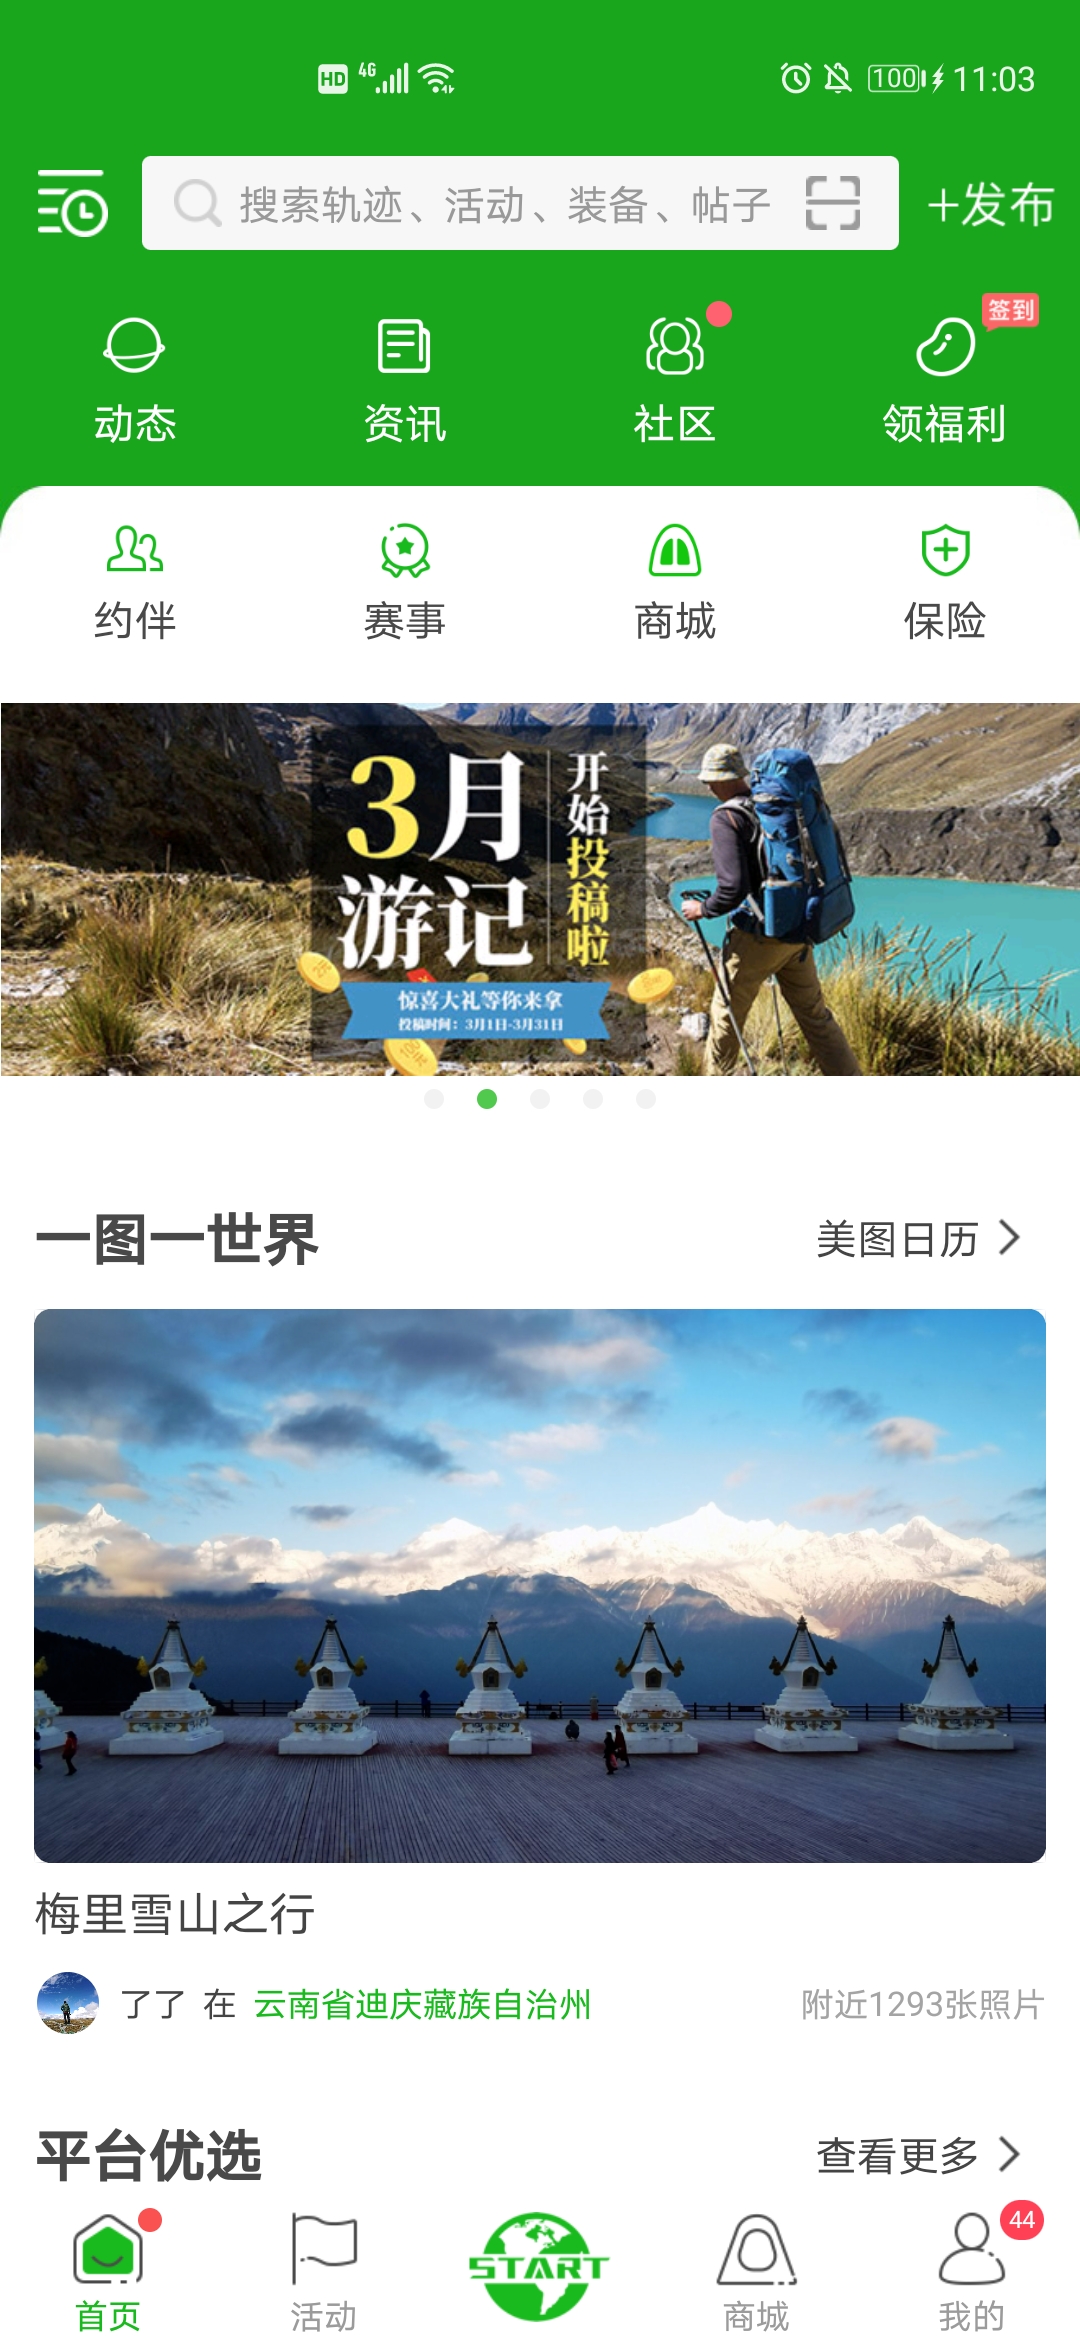 HD 4G 100 11:03
搜索轨迹、活动、装备、帖子
+发布
签到
动态 资讯 社区 领福利
约伴 赛事 商城 保险
3月
游记
开始投稿啦
惊喜大礼等你来拿
投稿时间：3月1日-3月31日
一图一世界 美图日历
梅里雪山之行
了了 在 云南省迪庆藏族自治州 附近1293张照片
平台优选 查看更多
44
START
首页 活动 商城 我的